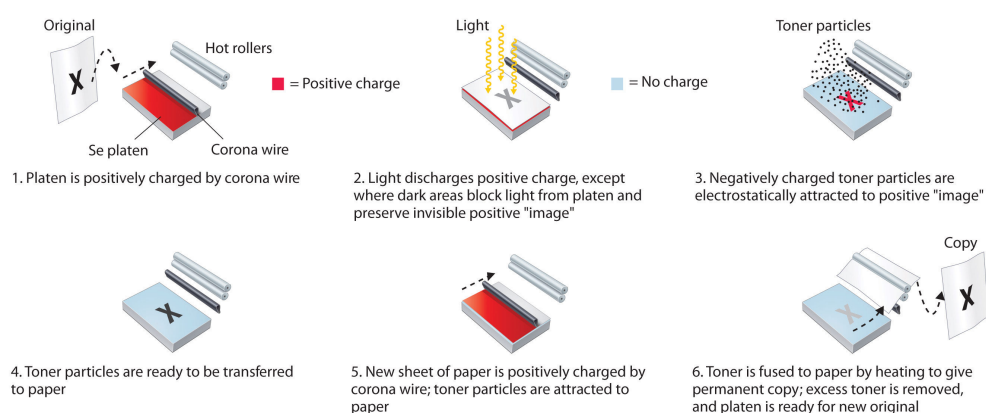 Original
X
Hot rollers
= Positive charge
Se platen
Corona wire
1. Platen is positively charged by corona wire
Light
X
= No charge
2. Light discharges positive charge, except
where dark areas block light from platen and
preserve invisible positive "image"
Toner particles
X
3. Negatively charged toner particles are
electrostatically attracted to positive "image"
X
4. Toner particles are ready to be transferred
to paper
5. New sheet of paper is positively charged by
corona wire; toner particles are attracted to
paper
Copy
X
X
6. Toner is fused to paper by heating to give
permanent copy; excess toner is removed,
and platen is ready for new original